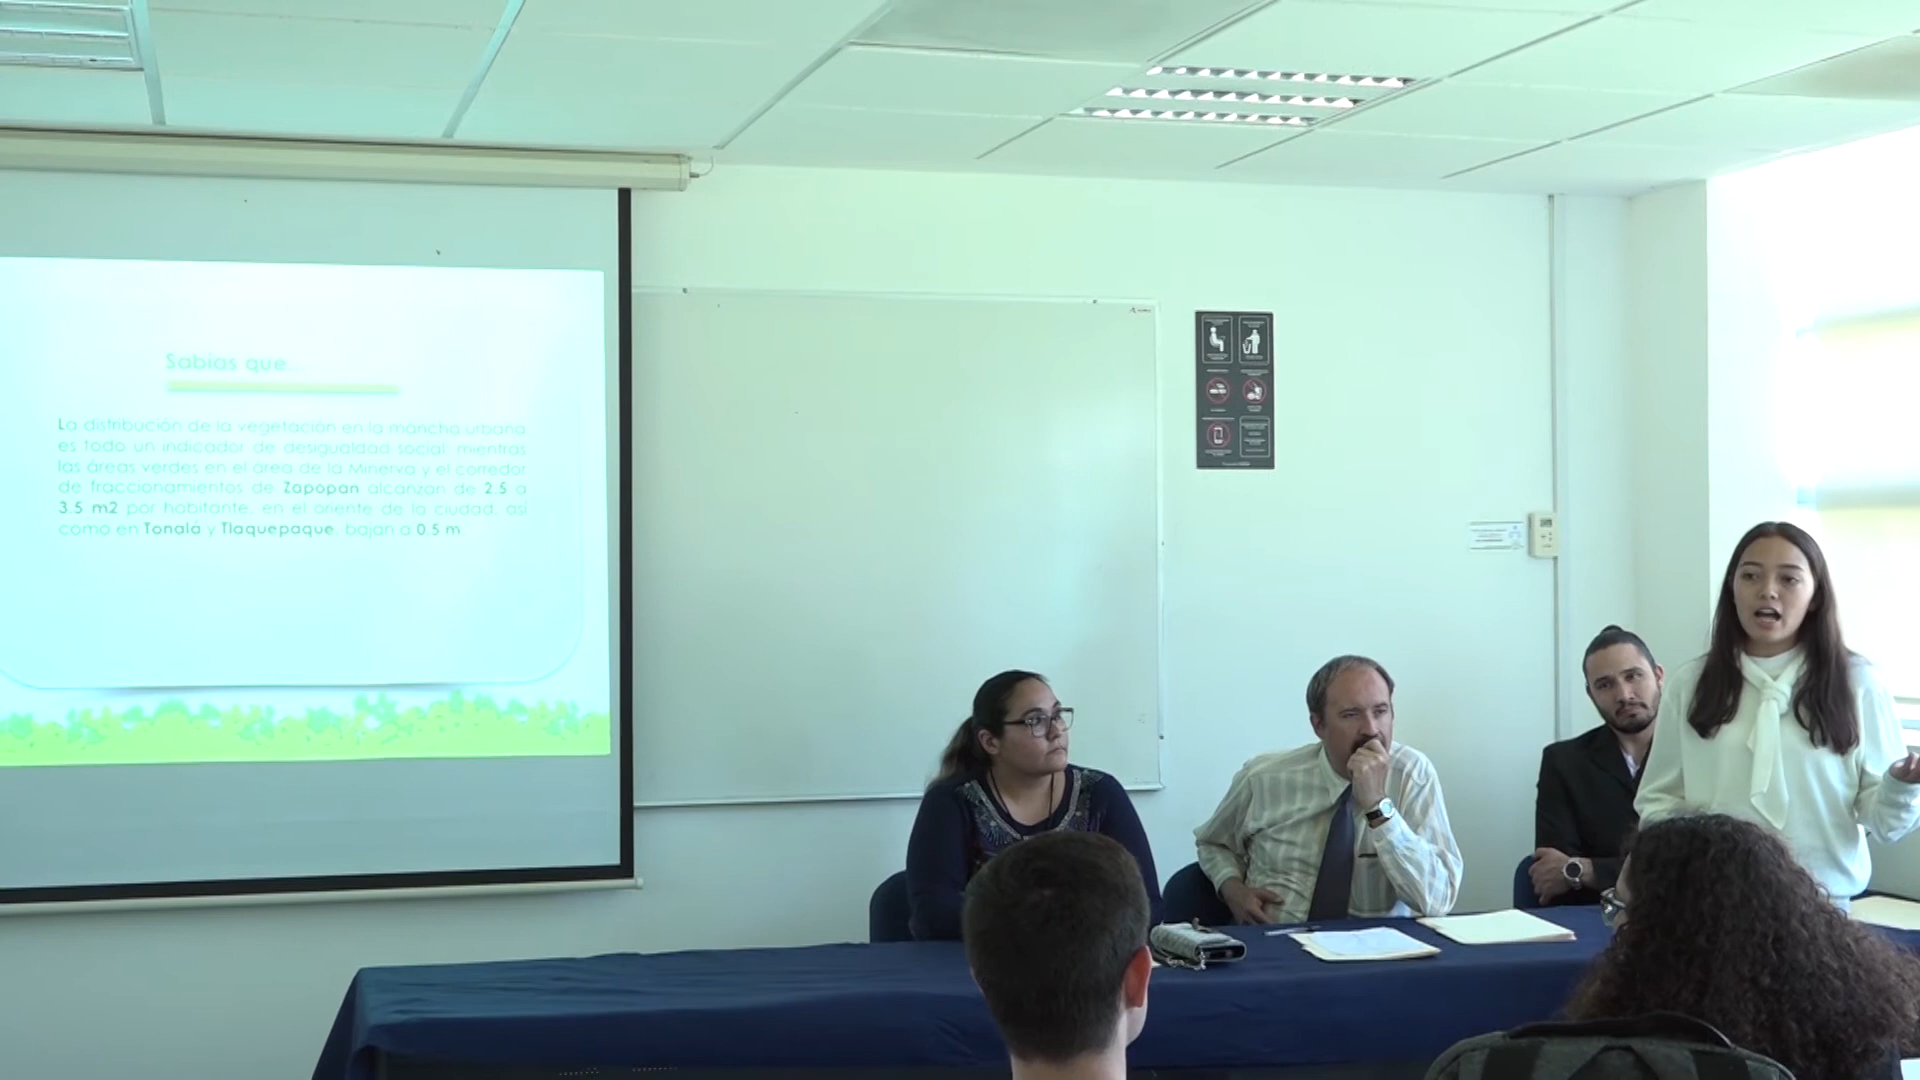 Sabias que...
La distribución de la vegetación en la mancha urbana
es todo un indicador de desigualdad social, mientras
las áreas verdes en el área de la Minerva y el corredor
de fraccionamientos de Zapopan alcanzan de 2.5 a
3.5 m2 por habitante, en el oriente de la ciudad, así
como en Tonalá y Tlaquepaque, bajan a 0.5 m